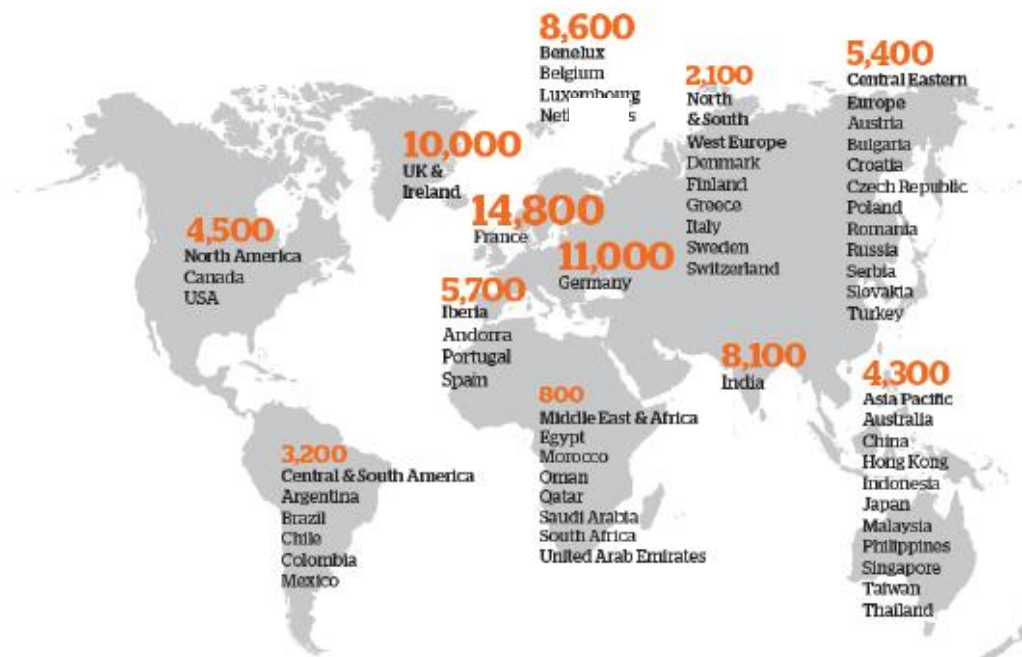 8,600
Benelux
Belgium
Luxembourg
2,100
North
& South
West Europe
Denmark
Finland
Greece
Italy
Sweden
Switzerland
5,400
Central Eastern
Europe
Austria
Bulgaria
Croatia
Czech Republic
Poland
Romania
Russia
Serbia
Slovakia
Turkey
10,000
UK &
Ireland
14,800
France
11,000
Germany
4,500
North America
Canada
USA
5,700
Iberia
Andorra
Portugal
Spain
8,100
India
4,300
Asia Pacific
Australia
China
Hong Kong
Indonesia
Japan
Malaysia
Philippines
Singapore
Taiwan
Thailand
800
Middle East & Africa
Egypt
Morocco
Oman
Qatar
Saudi Arabia
South Africa
United Arab Emirates
3,200
Central & South America
Argentina
Brazil
Chile
Colombia
Mexico